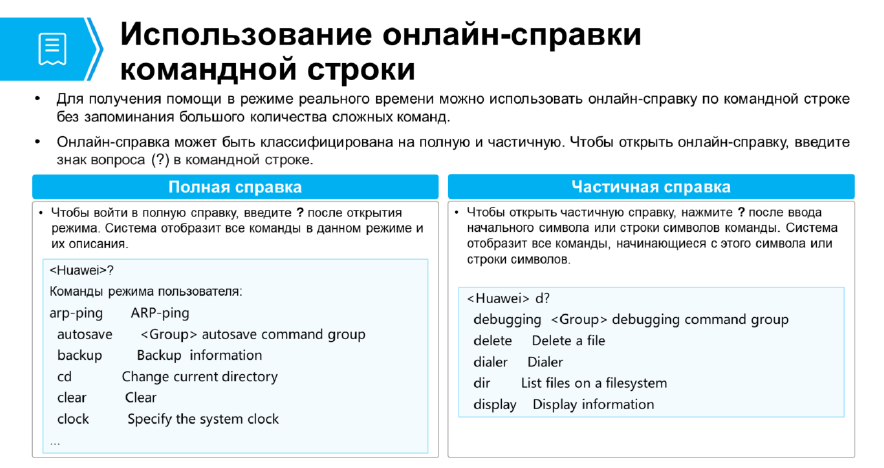 Использование онлайн-справки
командной строки
• Для получения помощи в режиме реального времени можно использовать онлайн-справку по командной строке
без запоминания большого количества сложных команд.
• Онлайн-справка может быть классифицирована на полную и частичную. Чтобы открыть онлайн-справку, введите
знак вопроса (?) в командной строке.
Полная справка
• Чтобы войти в полную справку, введите ? после открытия
режима. Система отобразит все команды в данном режиме и
их описания.
<Huawei>?
Команды режима пользователя:
arp-ping ARP-ping
autosave <Group> autosave command group
backup Backup information
cd Change current directory
clear Clear
clock Specify the system clock
...
Частичная справка
• Чтобы открыть частичную справку, нажмите ? после ввода
начального символа или строки символов команды. Система
отобразит все команды, начинающиеся с этого символа или
строки символов.
<Huawei> d?
debugging <Group> debugging command group
delete Delete a file
dialer Dialer
dir List files on a filesystem
display Display information